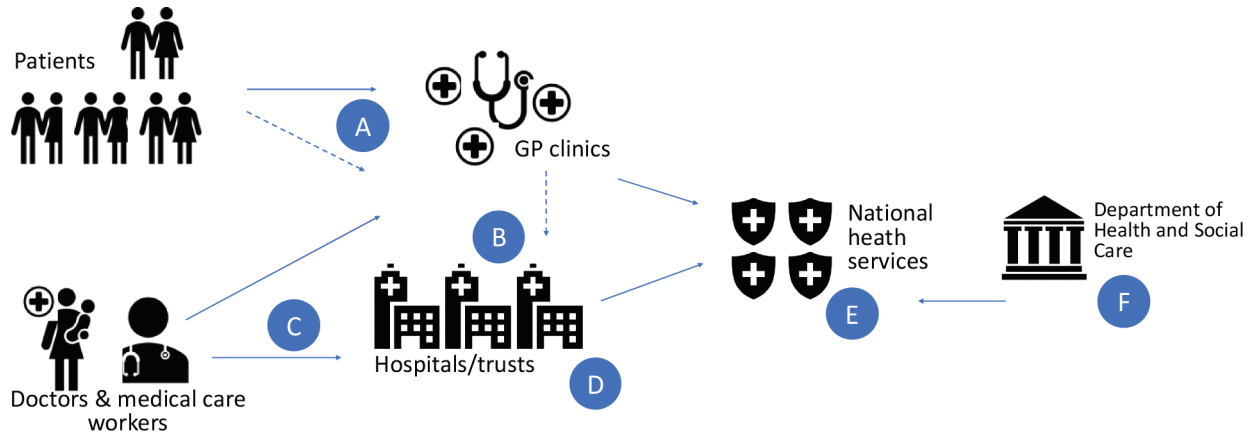 Patients
A
GP clinics
B
National
heath
services
Department of
Health and Social
Care
E
F
C
Hospitals/trusts
D
Doctors & medical care
workers